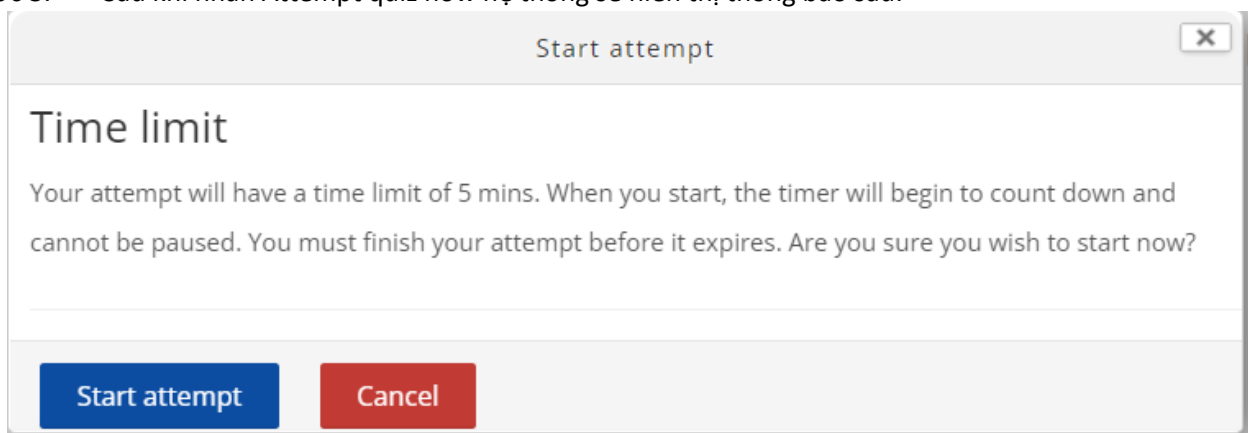 Start attempt
Time limit
Your attempt will have a time limit of 5 mins. When you start, the timer will begin to count down and
cannot be paused. You must finish your attempt before it expires. Are you sure you wish to start now?
Start attempt
Cancel